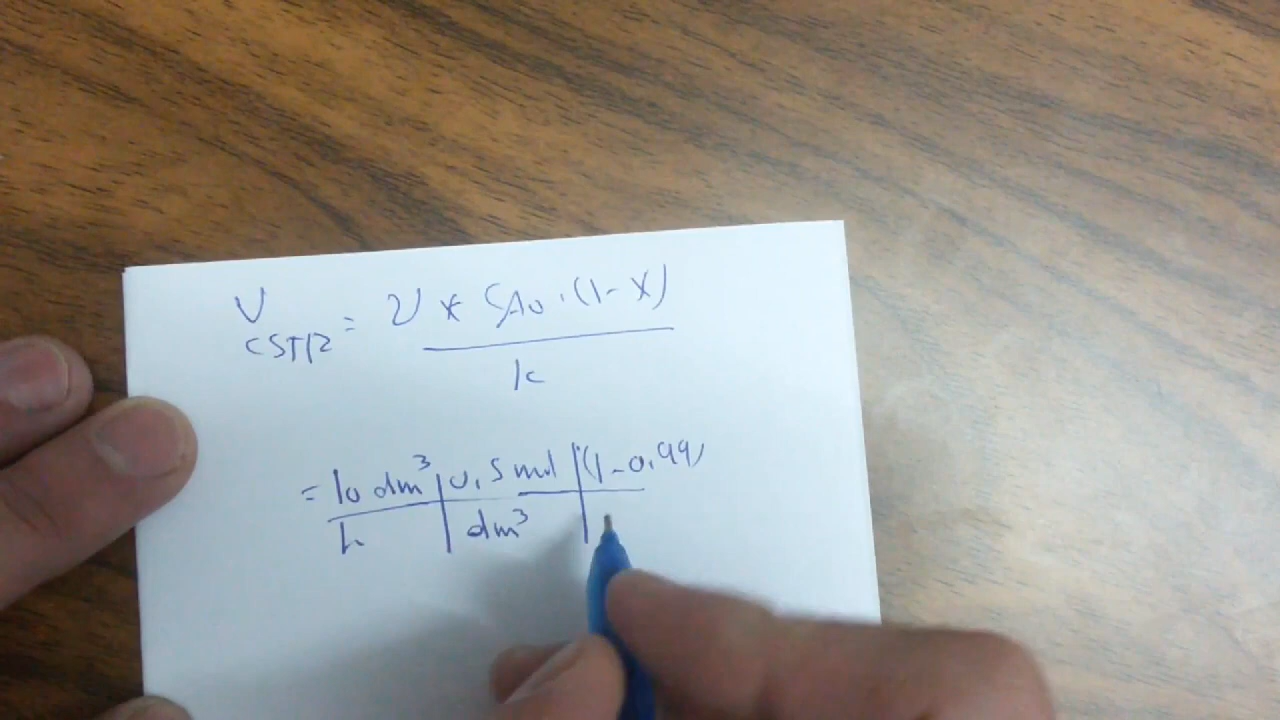 V
CSTR = υ * CA0 · (1 - X)
k
= 10 dm³ | 0,5 mol | (1 - 0,99)
h | dm³ |